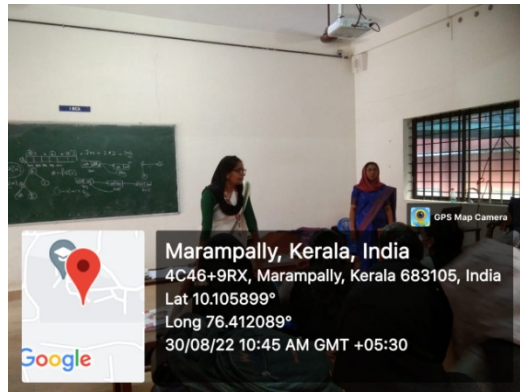 I BCA
GPS Map Camera
Marampally, Kerala, India
4C46+9RX, Marampally, Kerala 683105, India
Lat 10.105899°
Long 76.412089°
30/08/22 10:45 AM GMT +05:30
Google